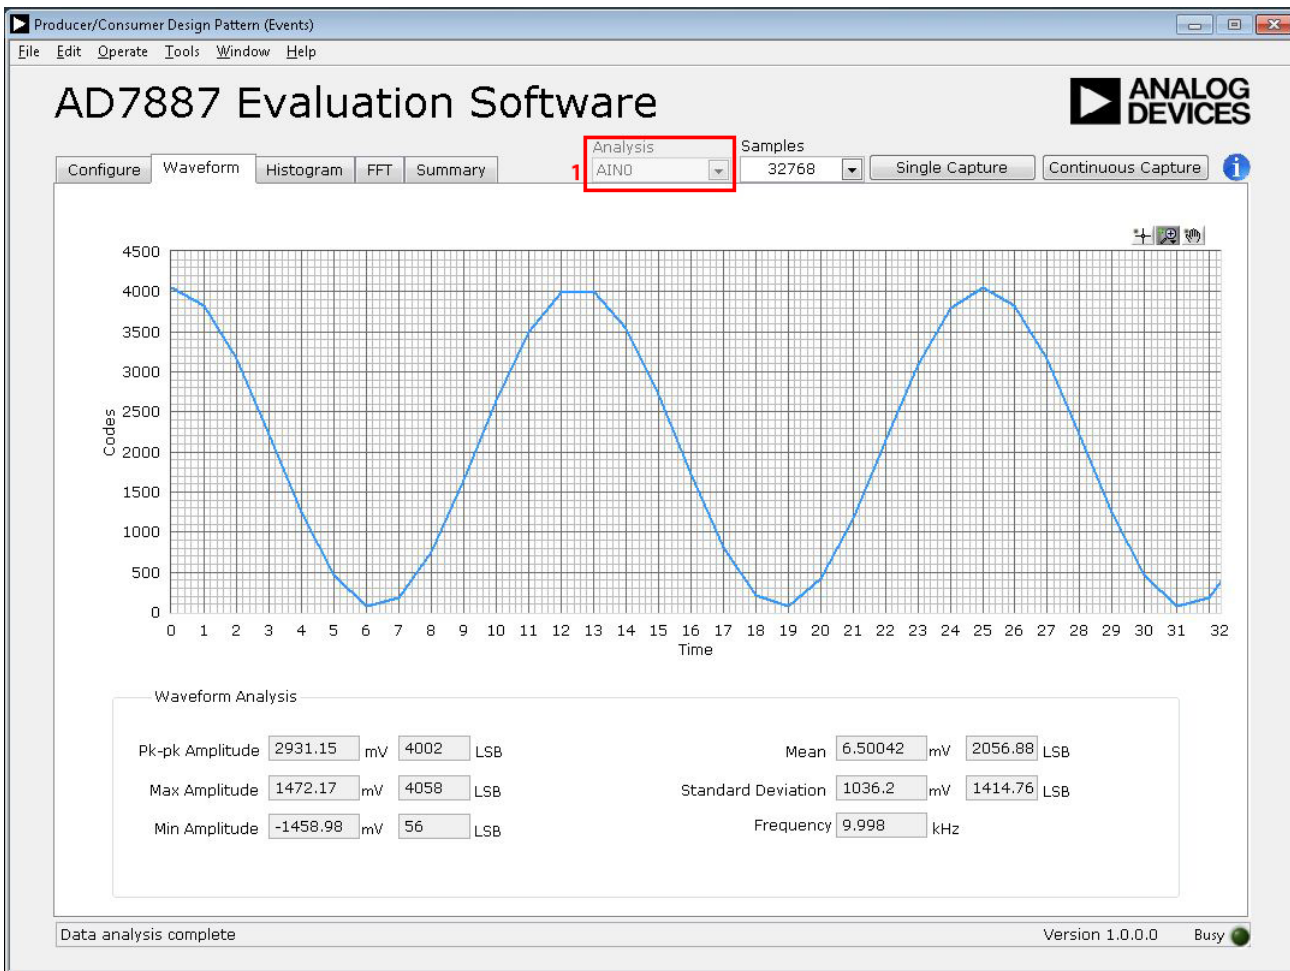 Producer/Consumer Design Pattern (Events)
File Edit Operate Tools Window Help
AD7887 Evaluation Software
ANALOG
DEVICES
Analysis Samples
Configure Waveform Histogram FFT Summary 1 AIN0 32768 Single Capture Continuous Capture i
4500
4000
3500
3000
2500
2000
1500
1000
500
0
Codes
0 1 2 3 4 5 6 7 8 9 10 11 12 13 14 15 16 17 18 19 20 21 22 23 24 25 26 27 28 29 30 31 32
Time
Waveform Analysis
Pk-pk Amplitude 2931.15 mV 4002 LSB Mean 6.50042 mV 2056.88 LSB
Max Amplitude 1472.17 mV 4058 LSB Standard Deviation 1036.2 mV 1414.76 LSB
Min Amplitude -1458.98 mV 56 LSB Frequency 9.998 kHz
Data analysis complete Version 1.0.0.0 Busy